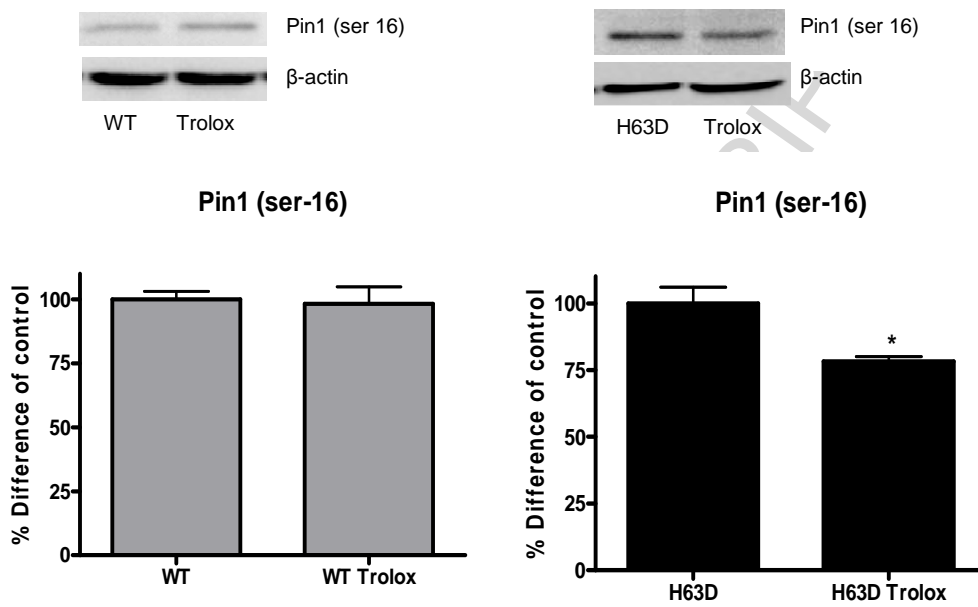 Pin1 (ser 16)
β-actin
WT Trolox
Pin1 (ser 16)
β-actin
H63D Trolox
Pin1 (ser-16)
% Difference of control
100
75
50
25
0
WT WT Trolox
Pin1 (ser-16)
% Difference of control
100
75
50
25
0
*
H63D H63D Trolox